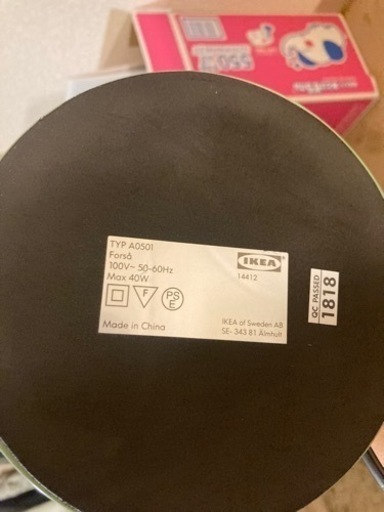 TYP A0501
Forså
100V~ 50-60Hz
Max 40W
F
PS
E
Made in China
IKEA
14412
IKEA of Sweden AB
SE- 343 81 Älmhult
QC PASSED
1818